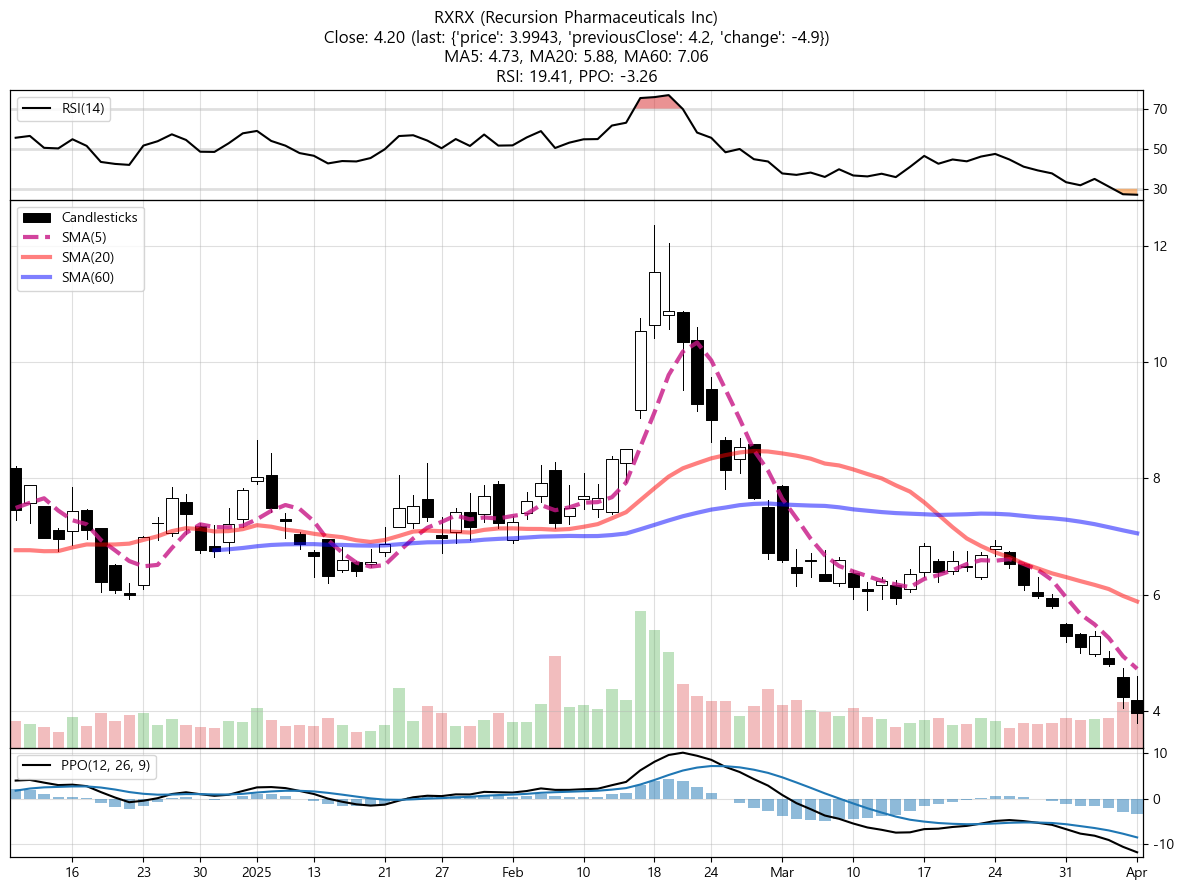 RXRX (Recursion Pharmaceuticals Inc)
Close: 4.20 (last: {'price': 3.9943, 'previousClose': 4.2, 'change': -4.9})
MA5: 4.73, MA20: 5.88, MA60: 7.06
RSI: 19.41, PPO: -3.26
RSI(14)
70
50
30
Candlesticks
SMA(5)
SMA(20)
SMA(60)
12
10
8
6
4
PPO(12, 26, 9)
10
0
-10
16 23 30 2025 13 21 27 Feb 10 18 24 Mar 10 17 24 31 Apr